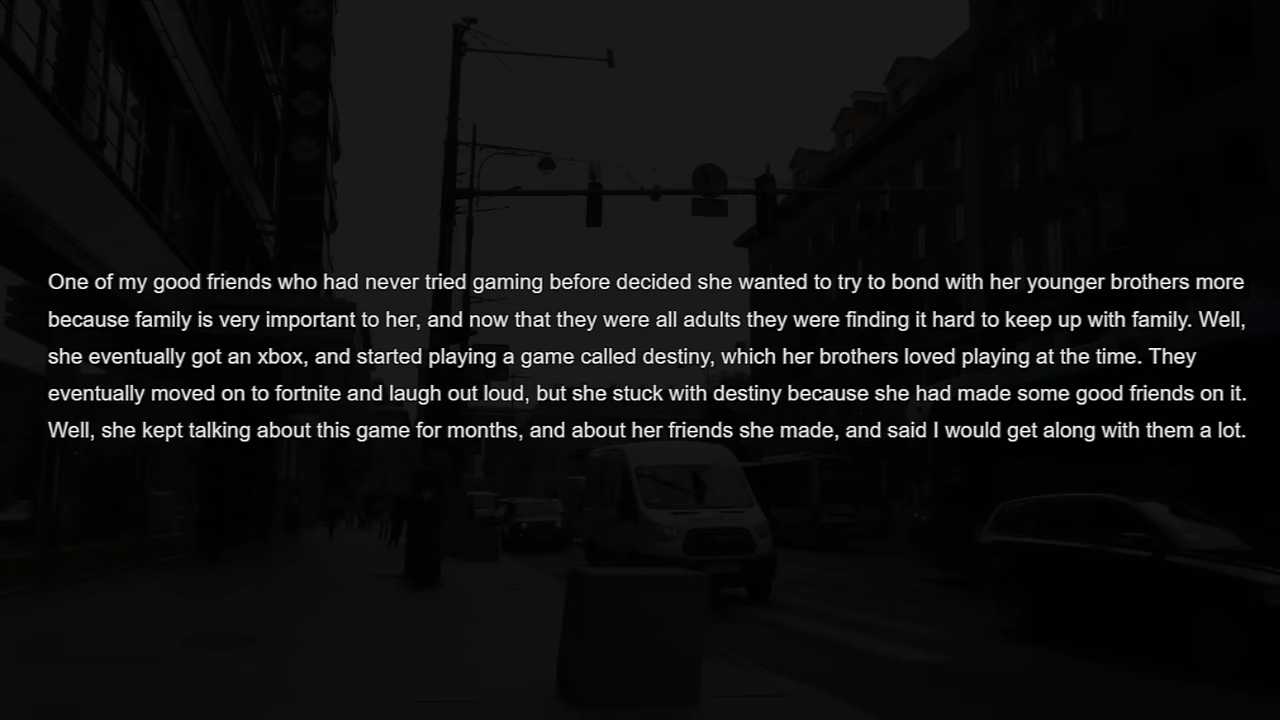 One of my good friends who had never tried gaming before decided she wanted to try to bond with her younger brothers more
because family is very important to her, and now that they were all adults they were finding it hard to keep up with family. Well,
she eventually got an xbox, and started playing a game called destiny, which her brothers loved playing at the time. They
eventually moved on to fortnite and laugh out loud, but she stuck with destiny because she had made some good friends on it.
Well, she kept talking about this game for months, and about her friends she made, and said I would get along with them a lot.